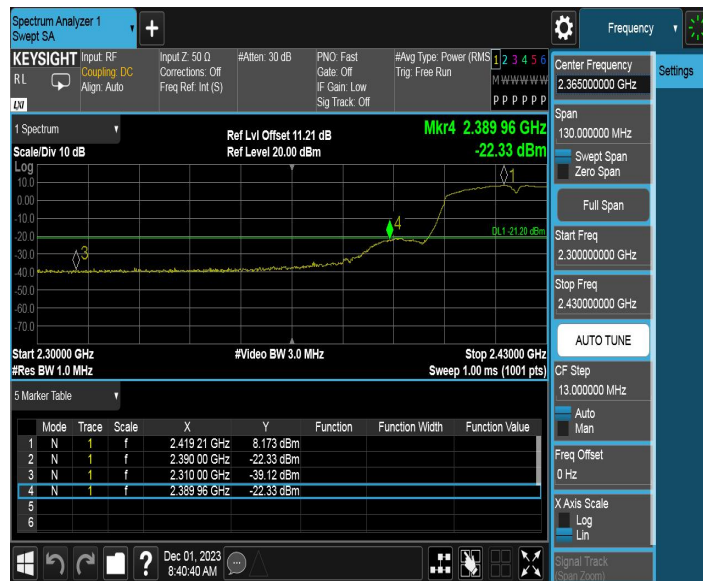 Spectrum Analyzer 1
Swept SA
+
Frequency
Settings
KEYSIGHT
RL
LXI
Input: RF
Coupling: DC
Align: Auto
Input Z: 50 Ω
Corrections: Off
Freq Ref: Int (S)
#Atten: 30 dB
PNO: Fast
Gate: Off
IF Gain: Low
Sig Track: Off
#Avg Type: Power (RMS
Trig: Free Run
1 2 3 4 5 6
M W W W W W
P P P P P P
1 Spectrum
Scale/Div 10 dB
Ref Lvl Offset 11.21 dB
Ref Level 20.00 dBm
Mkr4 2.389 96 GHz
-22.33 dBm
Log
10.0
0.00
-10.0
-20.0
-30.0
-40.0
-50.0
-60.0
-70.0
1
4
3
DL1 -21.20 dBm
Start 2.30000 GHz
#Res BW 1.0 MHz
#Video BW 3.0 MHz
Stop 2.43000 GHz
Sweep 1.00 ms (1001 pts)
5 Marker Table
Mode Trace Scale X Y Function Function Width Function Value
1 N 1 f 2.419 21 GHz 8.173 dBm
2 N 1 f 2.390 00 GHz -22.33 dBm
3 N 1 f 2.310 00 GHz -39.12 dBm
4 N 1 f 2.389 96 GHz -22.33 dBm
5
6
?
Dec 01, 2023
8:40:40 AM
Center Frequency
2.365000000 GHz
Span
130.000000 MHz
Swept Span
Zero Span
Full Span
Start Freq
2.300000000 GHz
Stop Freq
2.430000000 GHz
AUTO TUNE
CF Step
13.000000 MHz
Auto
Man
Freq Offset
0 Hz
X Axis Scale
Log
Lin
Signal Track
(Span Zoom)